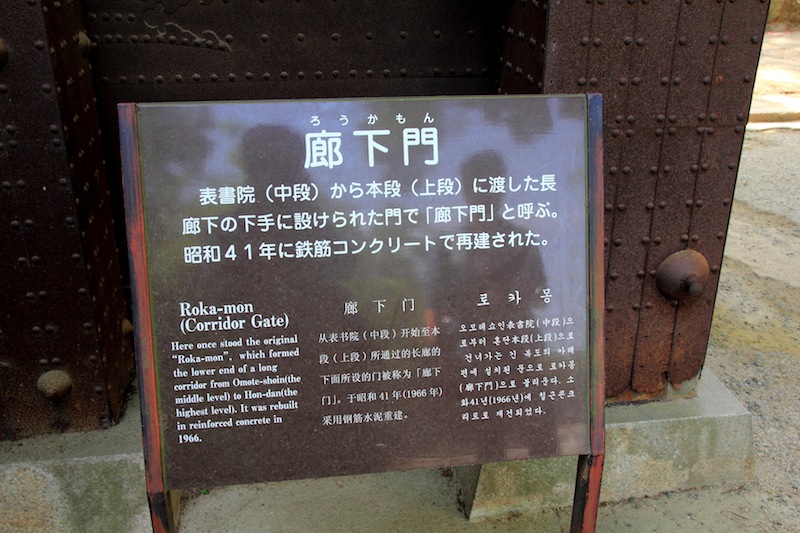 ろうかもん
廊下門
表書院（中段）から本段（上段）に渡した長
廊下の下手に設けられた門で「廊下門」と呼ぶ。
昭和４１年に鉄筋コンクリートで再建された。
Roka-mon
(Corridor Gate)
Here once stood the original
"Roka-mon", which formed
the lower end of a long
corridor from Omote-shoin(the
middle level) to Hon-dan(the
highest level). It was rebuilt
in reinforced concrete in
1966.
廊下门
从表书院（中段）开始至本
段（上段）所通过的长廊的
下面所设的门被称为「廊下
门」。于昭和41年(1966年)
采用钢筋水泥重建。
로카몽
오모테쇼인表書院(中段)으
로부터 혼단本段(上段)으로
건너가는 긴 복도의 아래
편에 설치된 문으로 로카몽
(廊下門)으로 불리운다. 쇼
화41년(1966년)에 철근콘크
리트로 재건되었다.